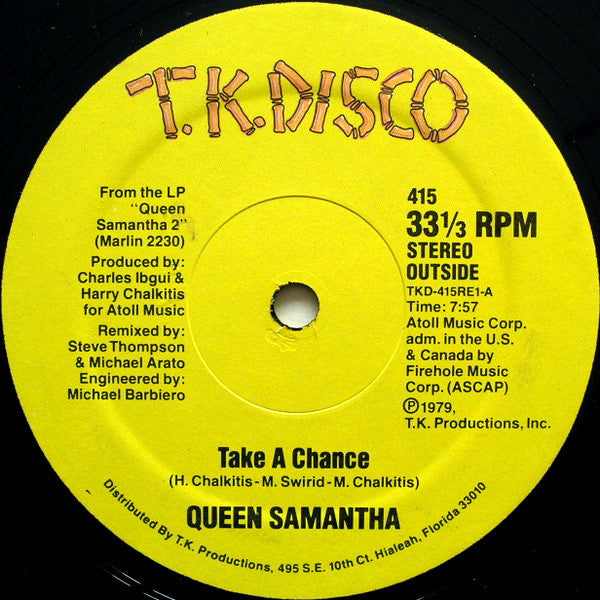 T.K. DISCO
From the LP
"Queen
Samantha 2"
(Marlin 2230)
Produced by:
Charles Ibgui &
Harry Chalkitis
for Atoll Music
Remixed by:
Steve Thompson
& Michael Arato
Engineered by:
Michael Barbiero
415
33⅓ RPM
STEREO
OUTSIDE
TKD-415RE1-A
Time: 7:57
Atoll Music Corp.
adm. in the U.S.
& Canada by
Firehole Music
Corp. (ASCAP)
℗1979,
T.K. Productions, Inc.
Take A Chance
(H. Chalkitis - M. Swirid - M. Chalkitis)
QUEEN SAMANTHA
Distributed By T.K. Productions, 495 S.E. 10th Ct. Hialeah, Florida 33010